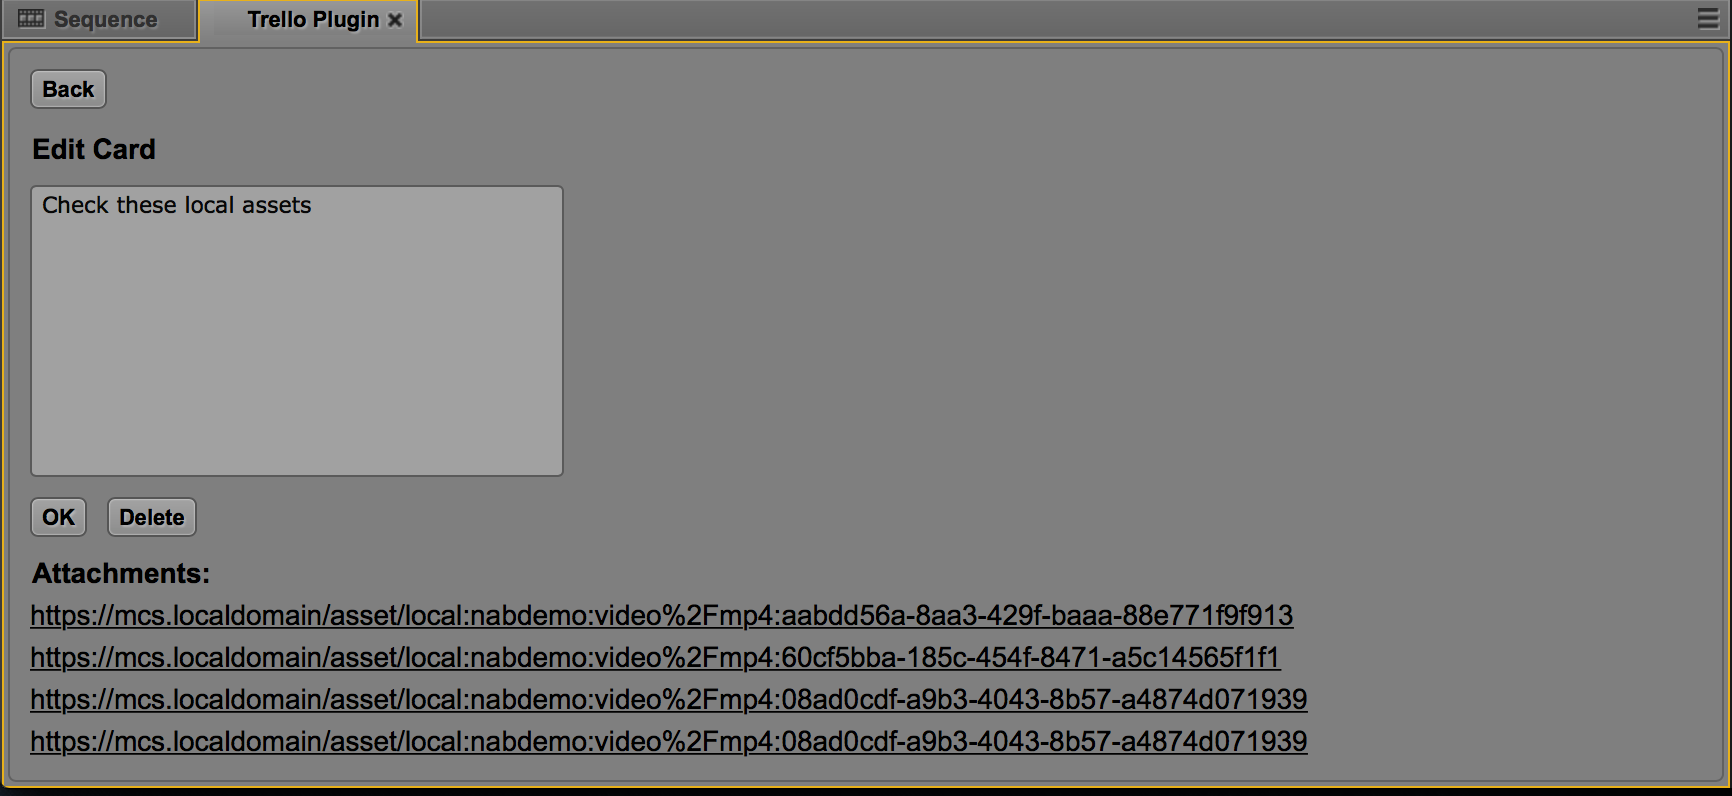 Sequence
Trello Plugin
Back
Edit Card
Check these local assets
OK
Delete
Attachments:
https://mcs.localdomain/asset/local:nabdemo:video%2Fmp4:aabdd56a-8aa3-429f-baaa-88e771f9f913
https://mcs.localdomain/asset/local:nabdemo:video%2Fmp4:60cf5bba-185c-454f-8471-a5c14565f1f1
https://mcs.localdomain/asset/local:nabdemo:video%2Fmp4:08ad0cdf-a9b3-4043-8b57-a4874d071939
https://mcs.localdomain/asset/local:nabdemo:video%2Fmp4:08ad0cdf-a9b3-4043-8b57-a4874d071939